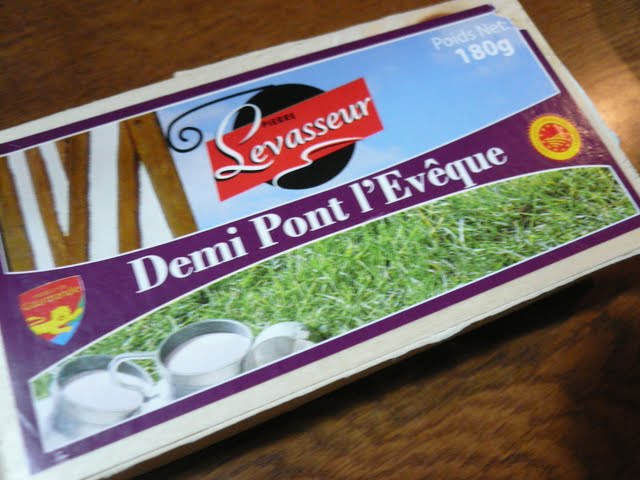 Poids Net:
180g
PIERRE
Levasseur
Demi Pont l'Evêque